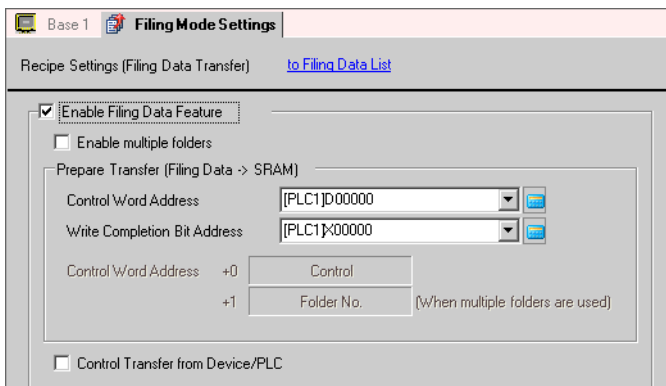 Base 1 Filing Mode Settings
Recipe Settings (Filing Data Transfer) to Filing Data List
Enable Filing Data Feature
Enable multiple folders
Prepare Transfer (Filing Data -> SRAM)
Control Word Address [PLC1]D00000
Write Completion Bit Address [PLC1]X00000
Control Word Address +0 Control
+1 Folder No. (When multiple folders are used)
Control Transfer from Device/PLC